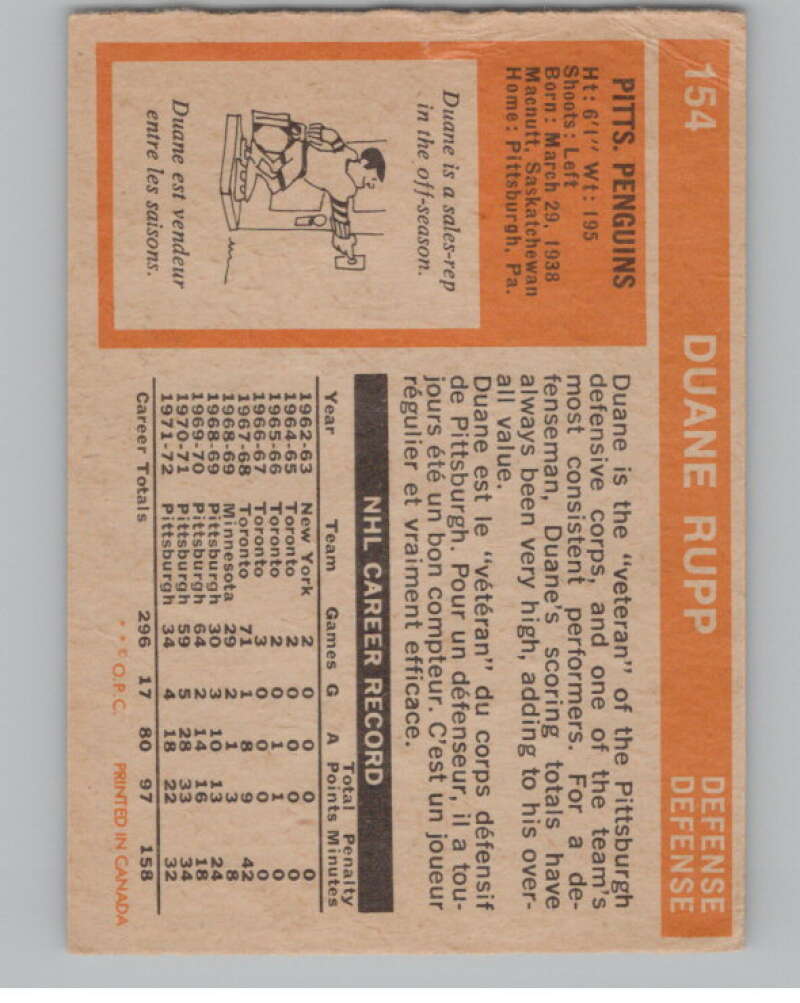 154 DUANE RUPP DEFENSE
DEFENSE
PITTS. PENGUINS
Ht: 6'1" Wt: 195
Shoots: Left
Born: March 29, 1938
Macnutt, Saskatchewan
Home: Pittsburgh, Pa.
Duane is a sales-rep
in the off-season.
Duane est vendeur
entre les saisons.
Duane is the "veteran" of the Pittsburgh
defensive corps, and one of the team's
most consistent performers. For a de-
fenseman, Duane's scoring totals have
always been very high, adding to his over-
all value.
Duane est le "vétéran" du corps défensif
de Pittsburgh. Pour un défenseur, il a tou-
jours été un bon compteur. C'est un joueur
régulier et vraiment efficace.
NHL CAREER RECORD
Total Penalty
Year Team Games G A Points Minutes
1962-63 New York 2 0 0 0 0
1964-65 Toronto 2 0 0 0 0
1965-66 Toronto 2 0 1 1 0
1966-67 Toronto 3 0 0 0 0
1967-68 Toronto 71 1 8 9 42
1968-69 Minnesota 29 2 1 3 8
1968-69 Pittsburgh 30 3 10 13 24
1969-70 Pittsburgh 64 2 14 16 18
1970-71 Pittsburgh 59 5 28 33 34
1971-72 Pittsburgh 34 4 18 22 32
Career Totals 296 17 80 97 158
* * © O.P.C. PRINTED IN CANADA